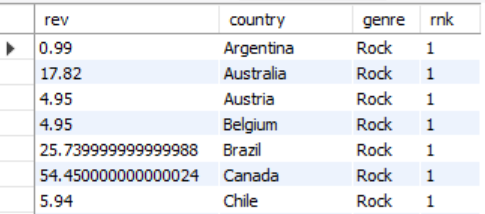 rev country genre rnk
0.99 Argentina Rock 1
17.82 Australia Rock 1
4.95 Austria Rock 1
4.95 Belgium Rock 1
25.739999999999988 Brazil Rock 1
54.450000000000024 Canada Rock 1
5.94 Chile Rock 1